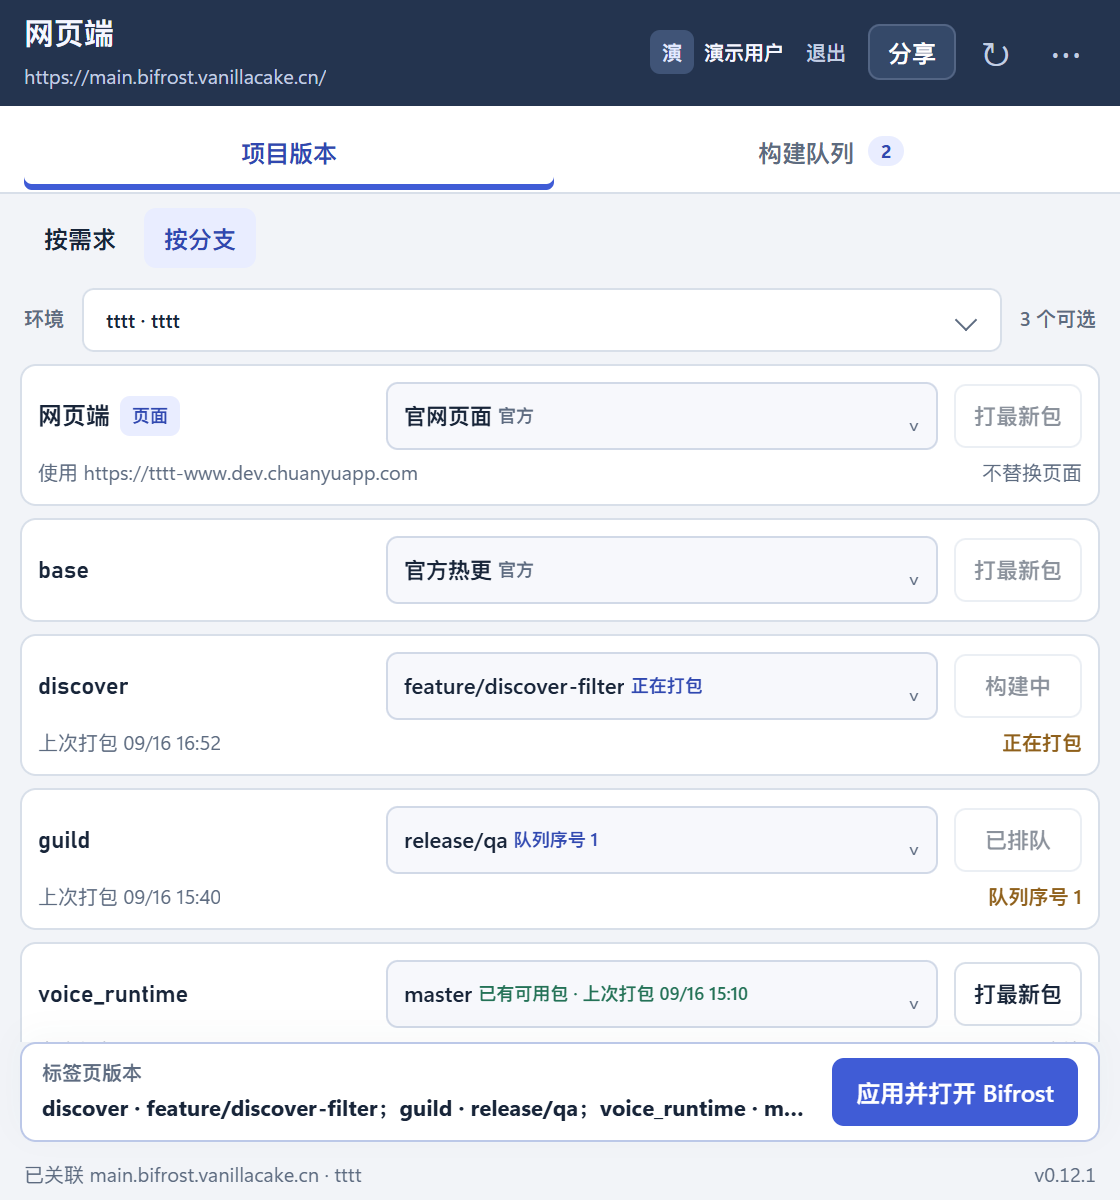 网页端
https://main.bifrost.vanillacake.cn/
演 演示用户 退出 分享
项目版本 构建队列 2
按需求 按分支
环境 tttt · tttt 3 个可选
网页端 页面 官网页面 官方 打最新包
使用 https://tttt-www.dev.chuanyuapp.com 不替换页面
base 官方热更 官方 打最新包
discover feature/discover-filter 正在打包 构建中
上次打包 09/16 16:52 正在打包
guild release/qa 队列序号 1 已排队
上次打包 09/16 15:40 队列序号 1
voice_runtime master 已有可用包 · 上次打包 09/16 15:10 打最新包
标签页版本
discover · feature/discover-filter；guild · release/qa；voice_runtime · m...
应用并打开 Bifrost
已关联 main.bifrost.vanillacake.cn · tttt v0.12.1